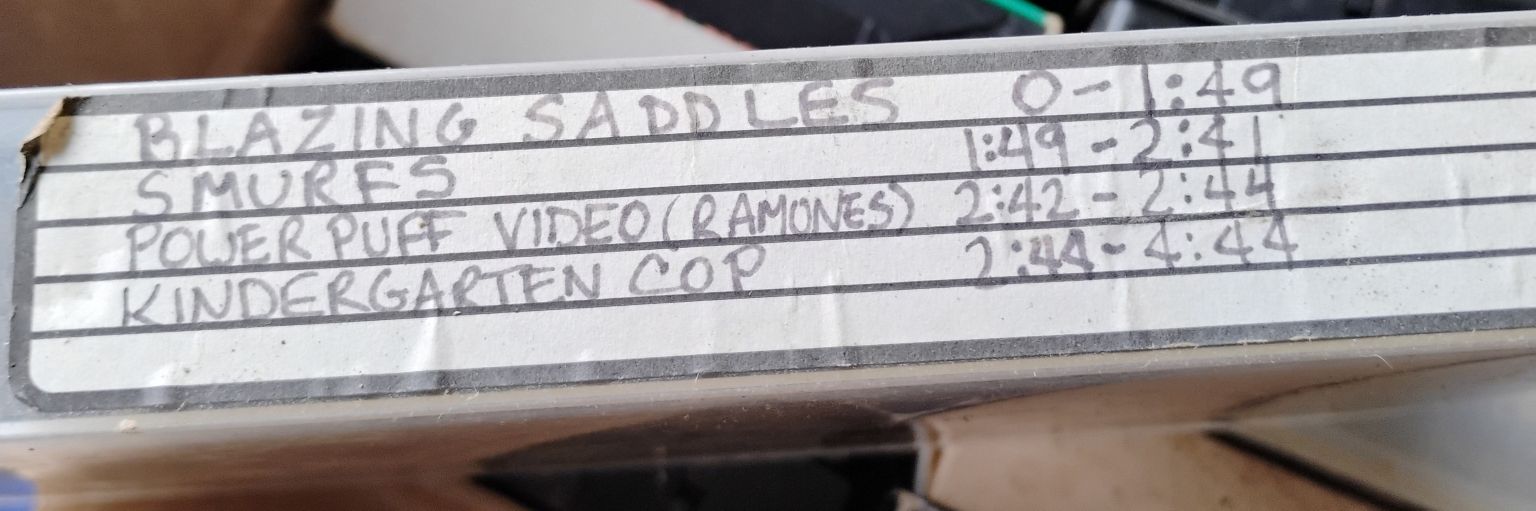 BLAZING SADDLES 0-1:49
SMURFS 1:49-2:41
POWER PUFF VIDEO (RAMONES) 2:42-2:44
KINDERGARTEN COP 2:44-4:44